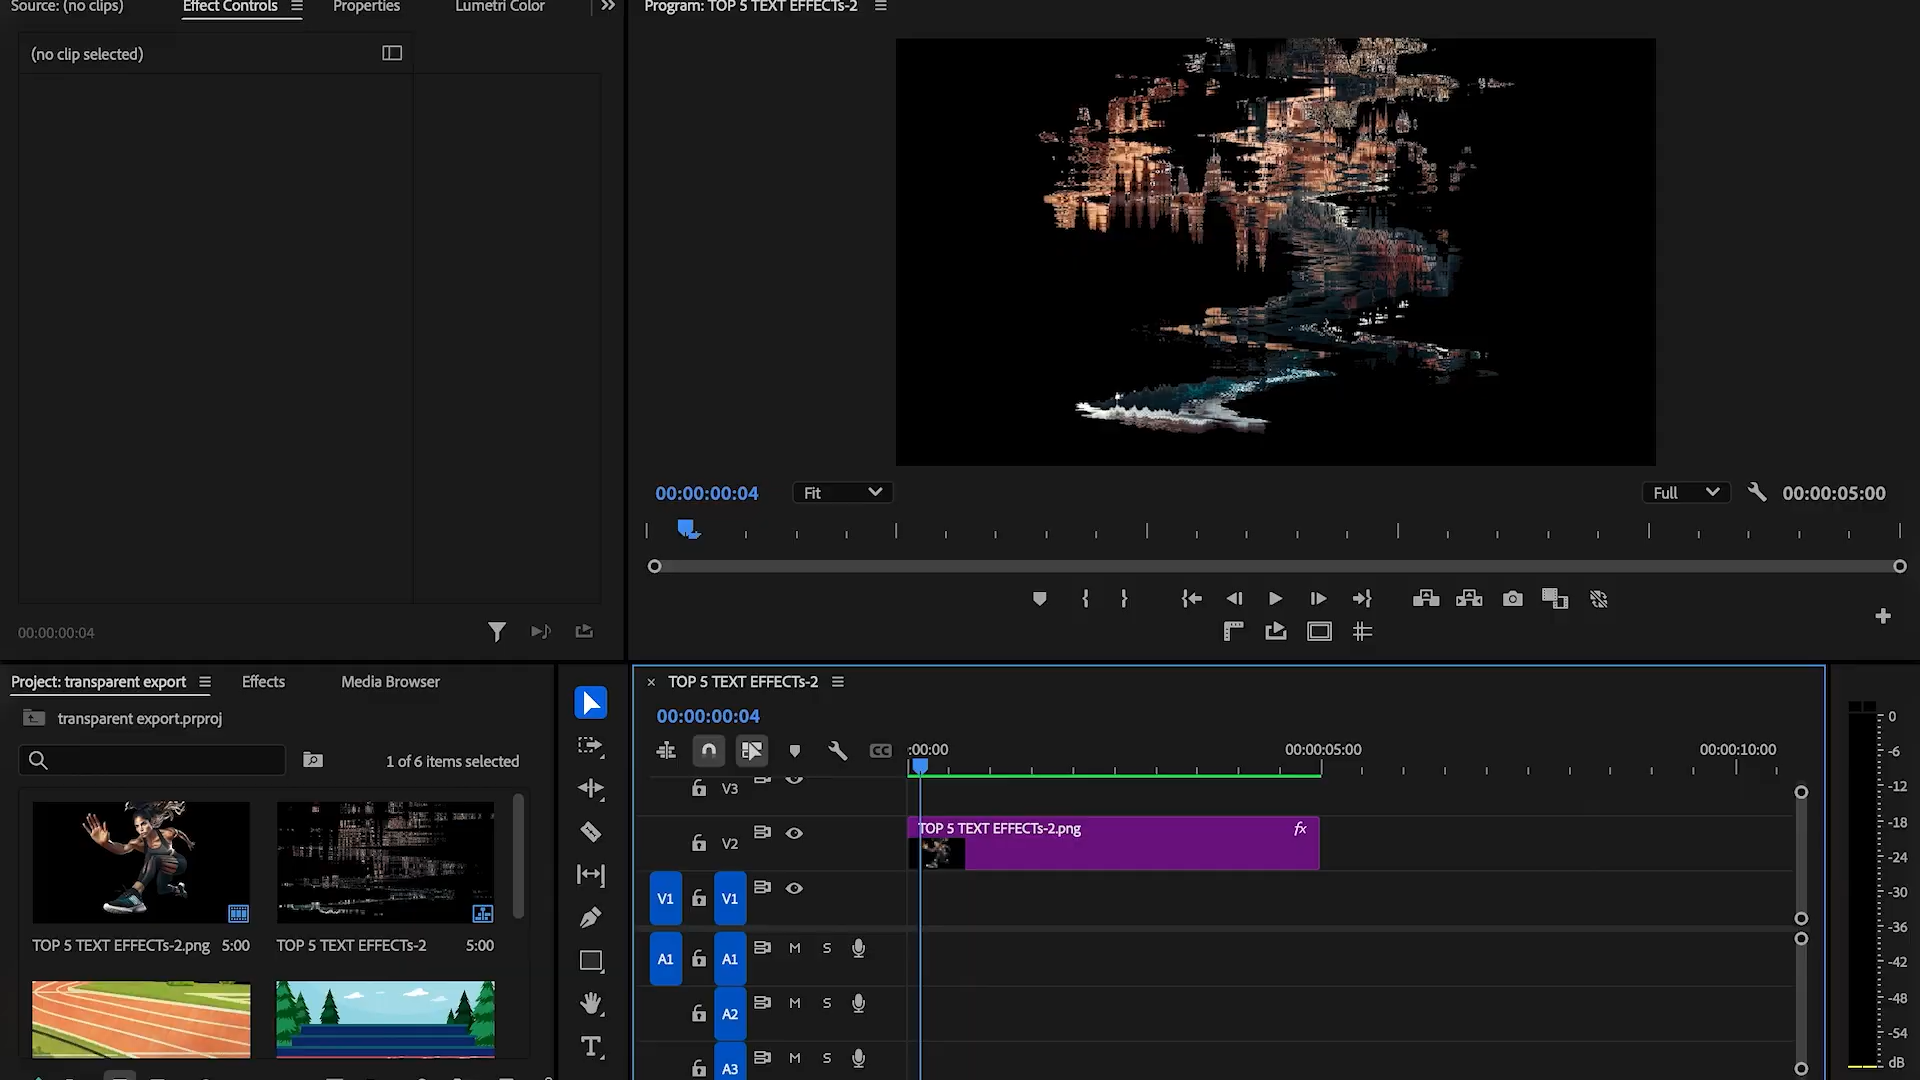 Source: (no clips)
Effect Controls
Properties
Lumetri Color
Program: TOP 5 TEXT EFFECTs-2
(no clip selected)
00:00:00:04
Fit
Full
00:00:05:00
00:00:00:04
Project: transparent export
Effects
Media Browser
transparent export.prproj
1 of 6 items selected
TOP 5 TEXT EFFECTs-2.png 5:00
TOP 5 TEXT EFFECTs-2 5:00
TOP 5 TEXT EFFECTs-2
00:00:00:04
CC
:00:00
00:00:05:00
00:00:10:00
V3
V2
TOP 5 TEXT EFFECTs-2.png
fx
V1
V1
A1
A1
M
S
A2
M
S
A3
M
S
0
-6
-12
-18
-24
-30
-36
-42
-48
-54
dB